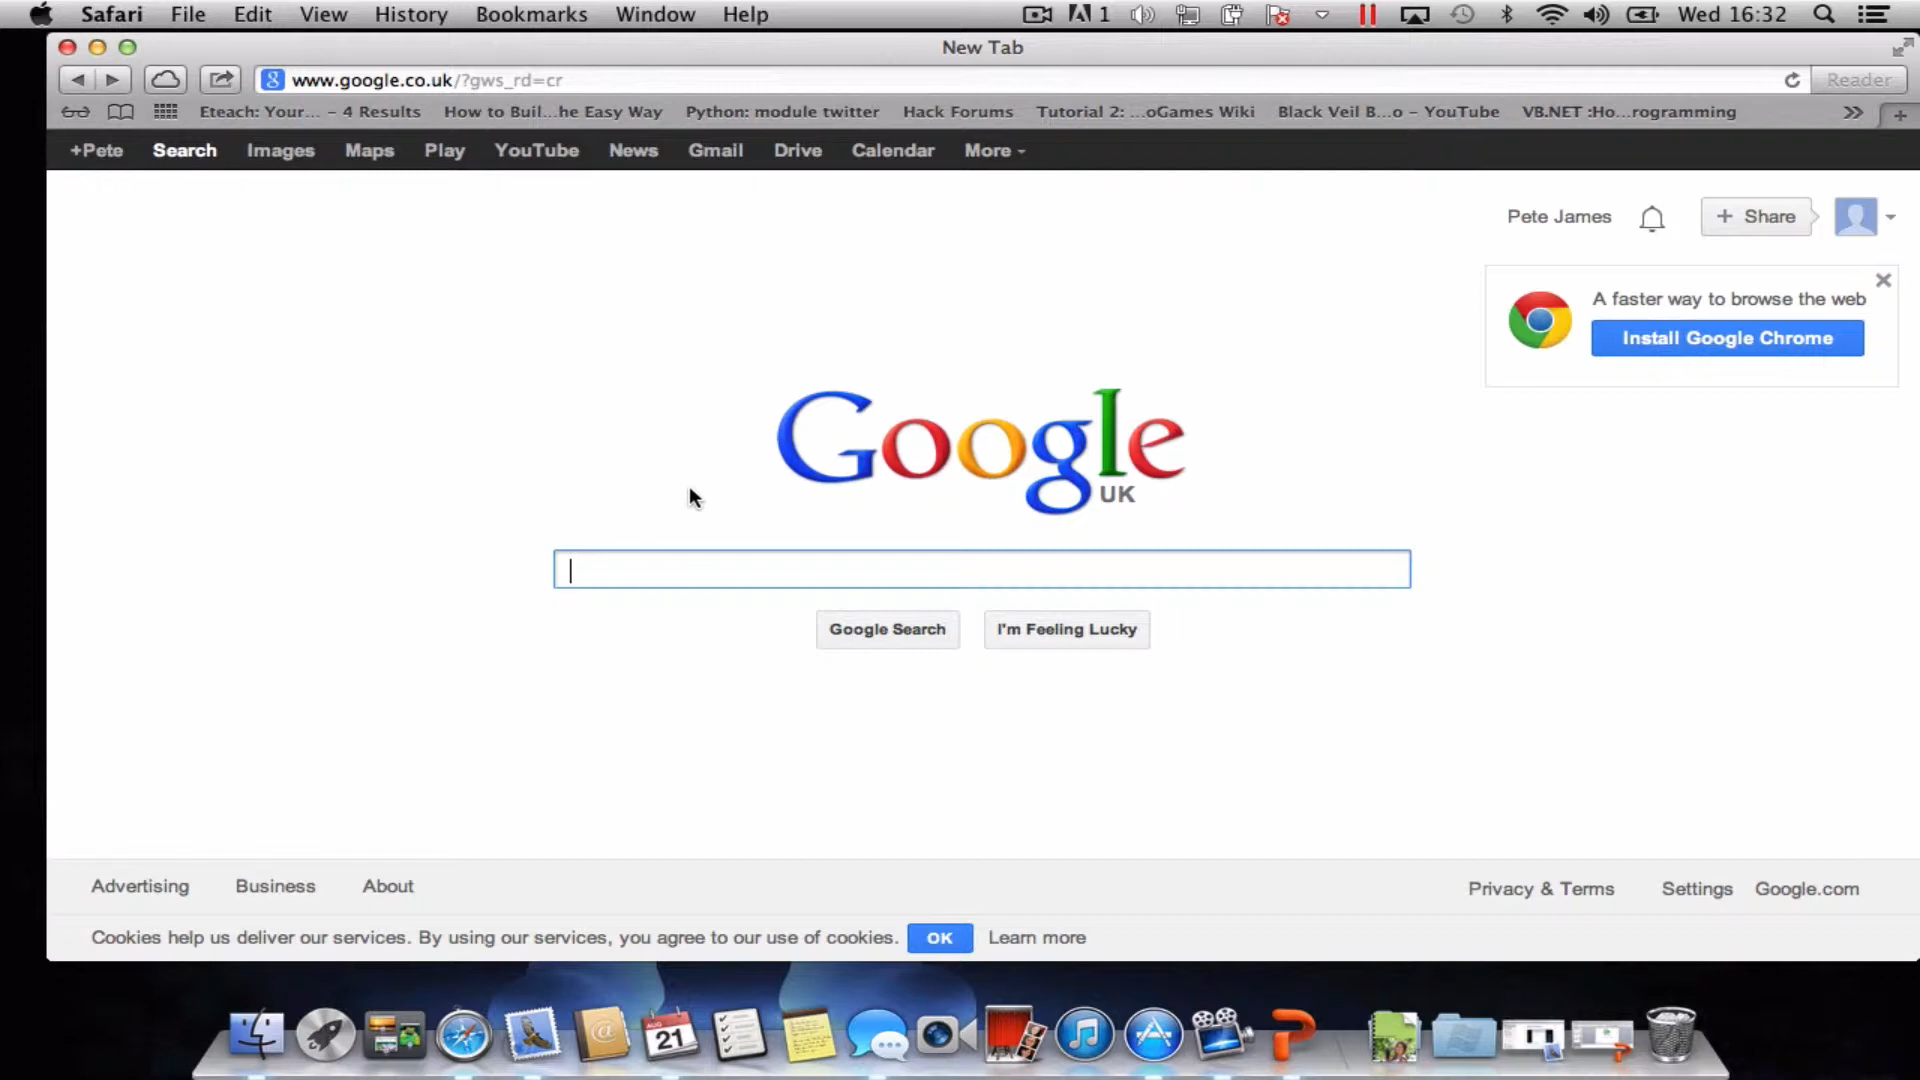 Safari File Edit View History Bookmarks Window Help 1 Wed 16:32
New Tab
www.google.co.uk/?gws_rd=cr Reader
Eteach: Your... – 4 Results How to Buil...he Easy Way Python: module twitter Hack Forums Tutorial 2: ...oGames Wiki Black Veil B...o – YouTube VB.NET :Ho...rogramming
+Pete Search Images Maps Play YouTube News Gmail Drive Calendar More
Pete James + Share
A faster way to browse the web
Install Google Chrome
Google
UK
Google Search I'm Feeling Lucky
Advertising Business About Privacy & Terms Settings Google.com
Cookies help us deliver our services. By using our services, you agree to our use of cookies. OK Learn more
AUG
21